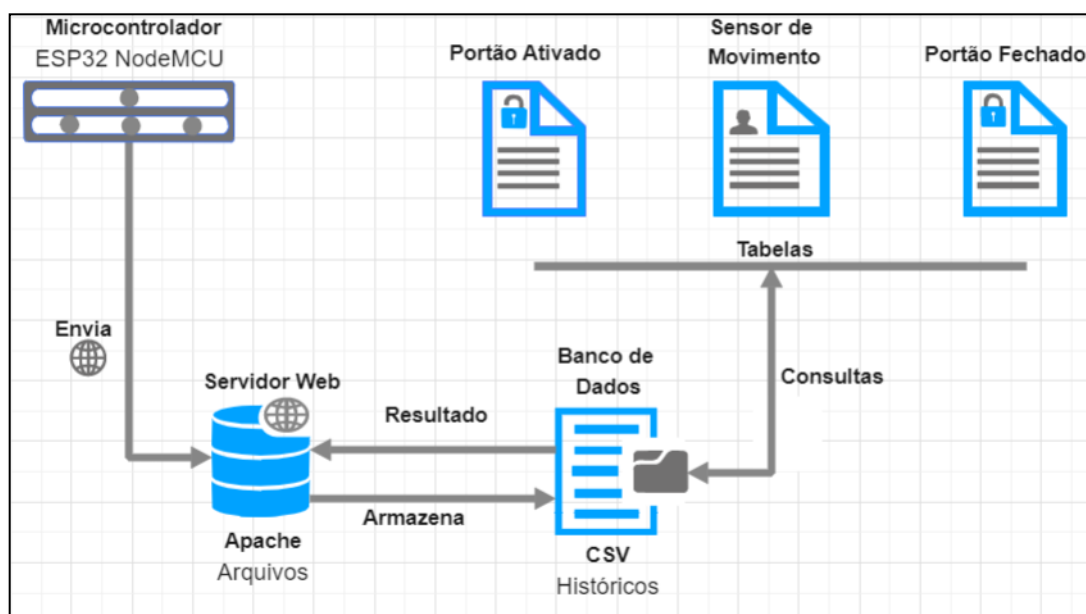 Microcontrolador
ESP32 NodeMCU
Portão Ativado
Sensor de
Movimento
Portão Fechado
Tabelas
Envia
Servidor Web
Resultado
Banco de
Dados
Consultas
Armazena
Apache
Arquivos
CSV
Históricos